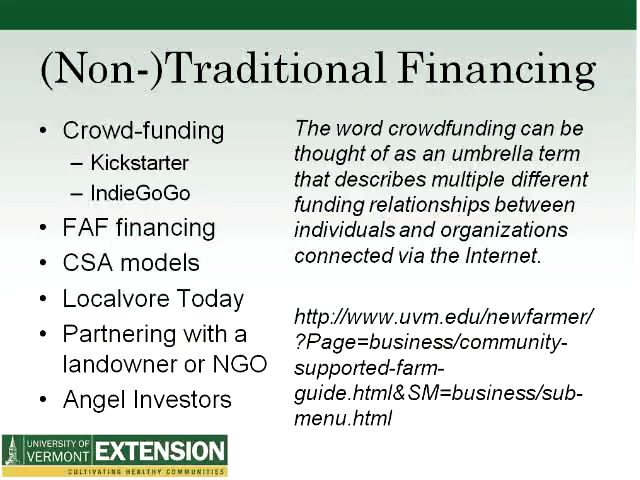 (Non-)Traditional Financing
• Crowd-funding
– Kickstarter
– IndieGoGo
• FAF financing
• CSA models
• Localvore Today
• Partnering with a
landowner or NGO
• Angel Investors
The word crowdfunding can be
thought of as an umbrella term
that describes multiple different
funding relationships between
individuals and organizations
connected via the Internet.
http://www.uvm.edu/newfarmer/
?Page=business/community-
supported-farm-
guide.html&SM=business/sub-
menu.html
UNIVERSITY OF
VERMONT
EXTENSION
CULTIVATING HEALTHY COMMUNITIES